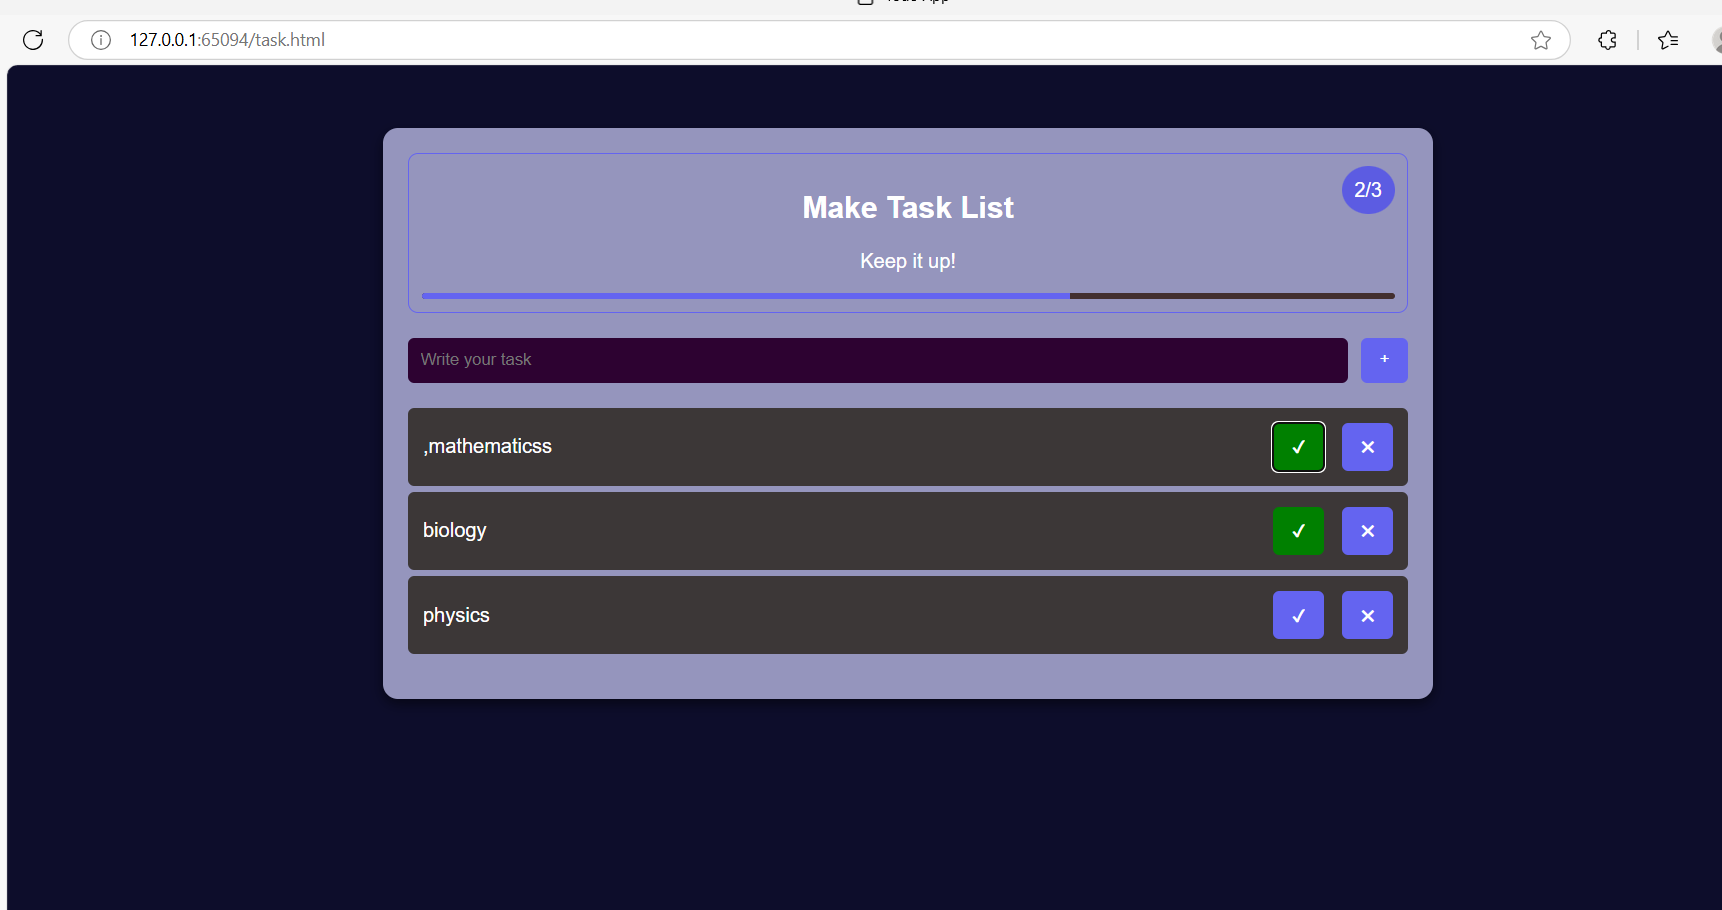 127.0.0.1:65094/task.html
Make Task List
2/3
Keep it up!
Write your task
+
,mathematicss
✓
✕
biology
✓
✕
physics
✓
✕